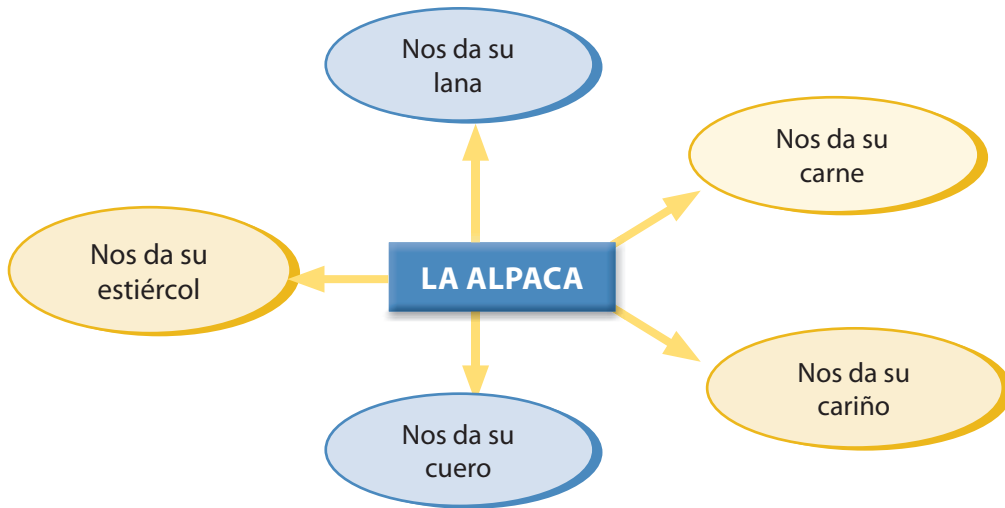 Nos da su
lana
Nos da su
carne
Nos da su
estiércol
LA ALPACA
Nos da su
cariño
Nos da su
cuero